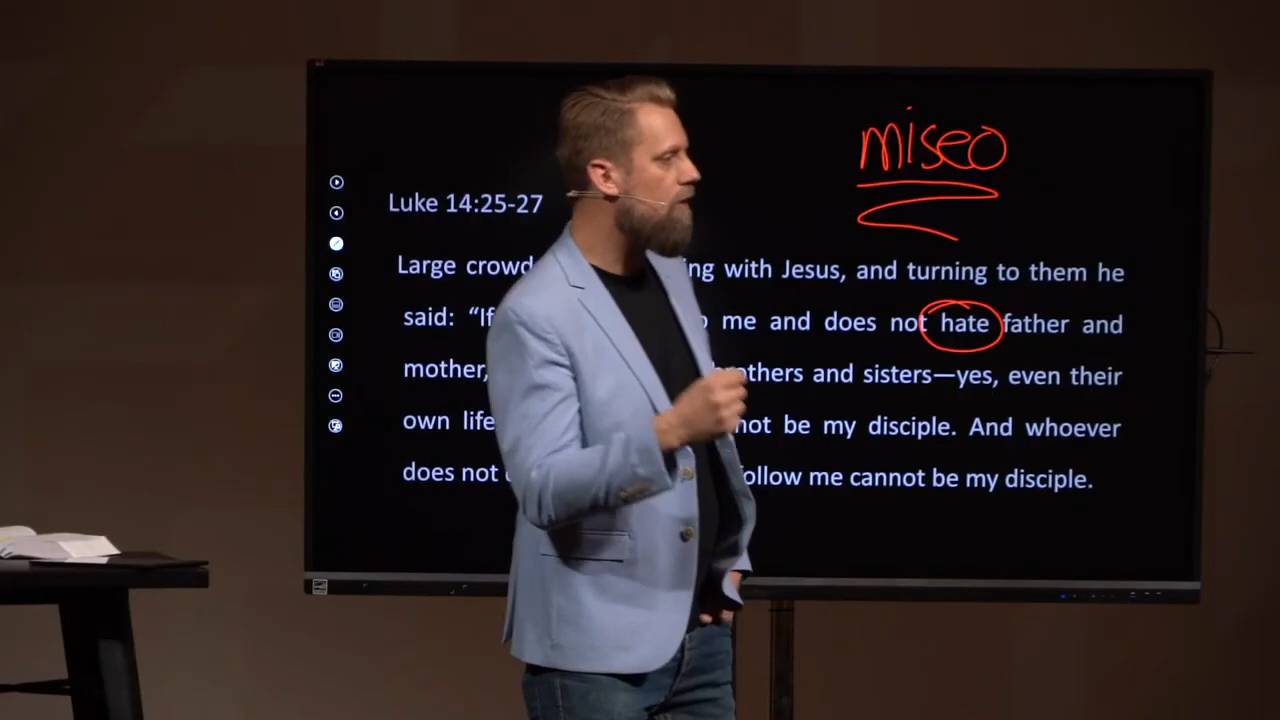 miseo
Luke 14:25-27
Large crowd ing with Jesus, and turning to them he
said: “If me and does not hate father and
mother, brothers and sisters—yes, even their
own life not be my disciple. And whoever
does not follow me cannot be my disciple.